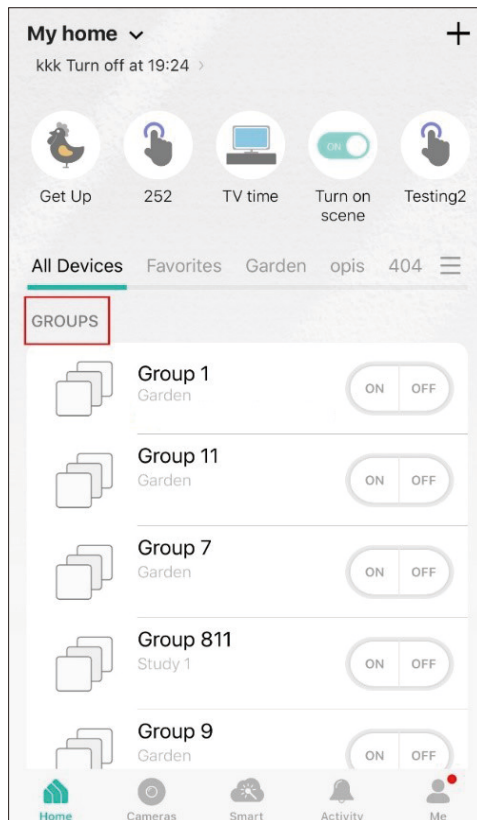 My home
kkk Turn off at 19:24
ON
Get Up
252
TV time
Turn on
scene
Testing2
All Devices
Favorites
Garden
opis
404
GROUPS
Group 1
Garden
ON OFF
Group 11
Garden
ON OFF
Group 7
Garden
ON OFF
Group 811
Study 1
ON OFF
Group 9
Garden
ON OFF
Home
Cameras
Smart
Activity
Me